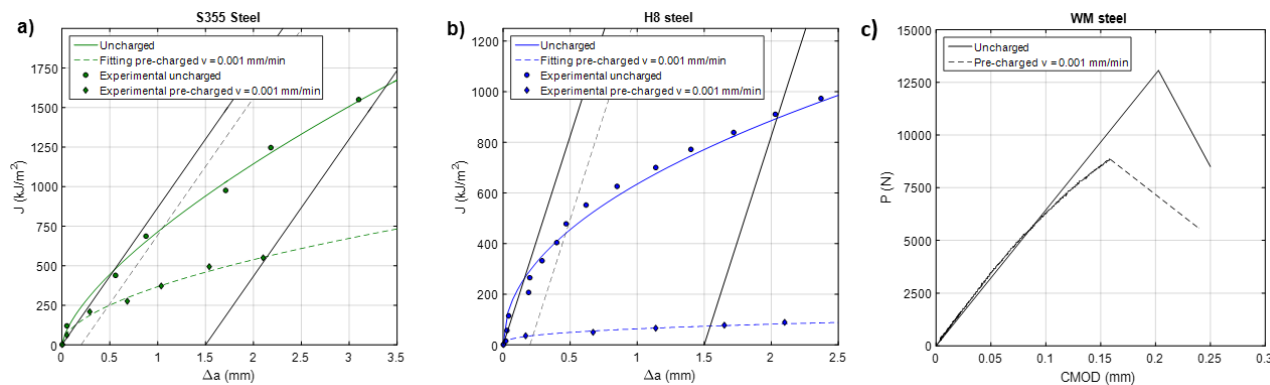 a)
S355 Steel
Uncharged
Fitting pre-charged v = 0.001 mm/min
Experimental uncharged
Experimental pre-charged v = 0.001 mm/min
J (kJ/m²)
1750
1500
1250
1000
750
500
250
0
0
0.5
1
1.5
2
2.5
3
3.5
Δa (mm)
b)
H8 steel
Uncharged
Fitting pre-charged v = 0.001 mm/min
Experimental uncharged
Experimental pre-charged v = 0.001 mm/min
J (kJ/m²)
1200
1000
800
600
400
200
0
0
0.5
1
1.5
2
2.5
Δa (mm)
c)
WM steel
Uncharged
Pre-charged v = 0.001 mm/min
P (N)
15000
12500
10000
7500
5000
2500
0
0
0.05
0.1
0.15
0.2
0.25
0.3
CMOD (mm)